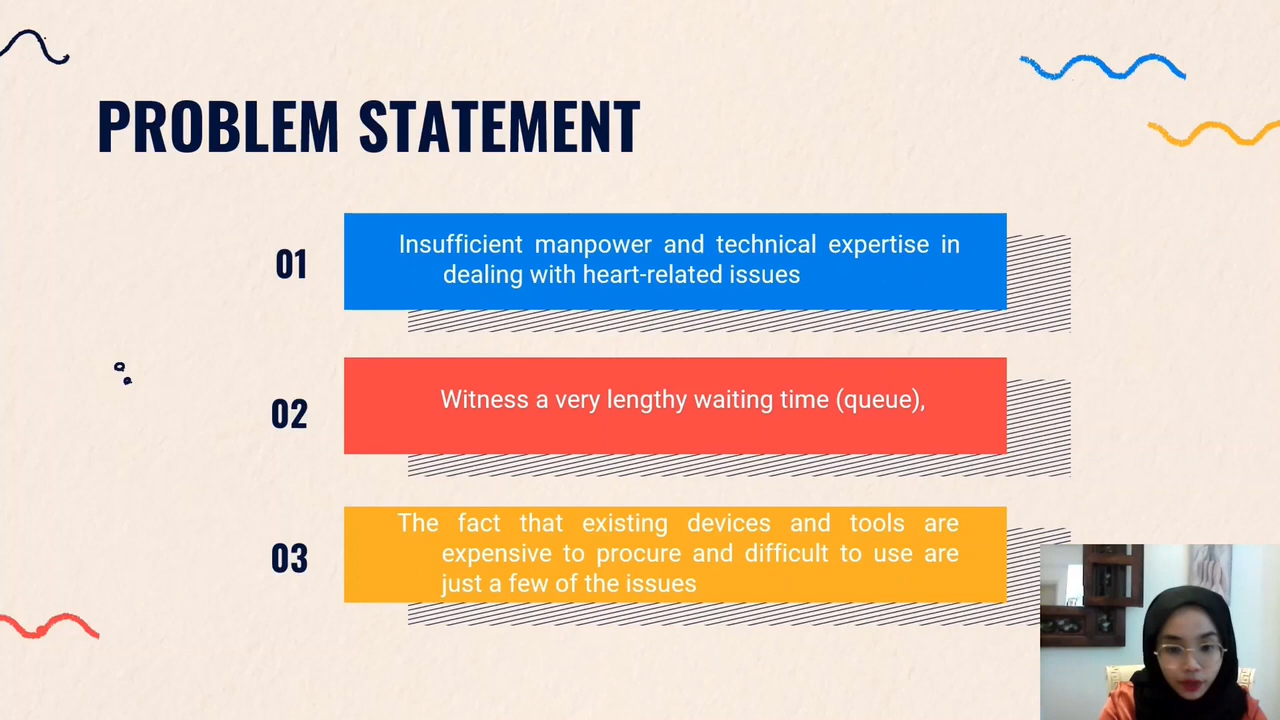 PROBLEM STATEMENT
01
Insufficient manpower and technical expertise in
dealing with heart-related issues
02
Witness a very lengthy waiting time (queue),
03
The fact that existing devices and tools are
expensive to procure and difficult to use are
just a few of the issues